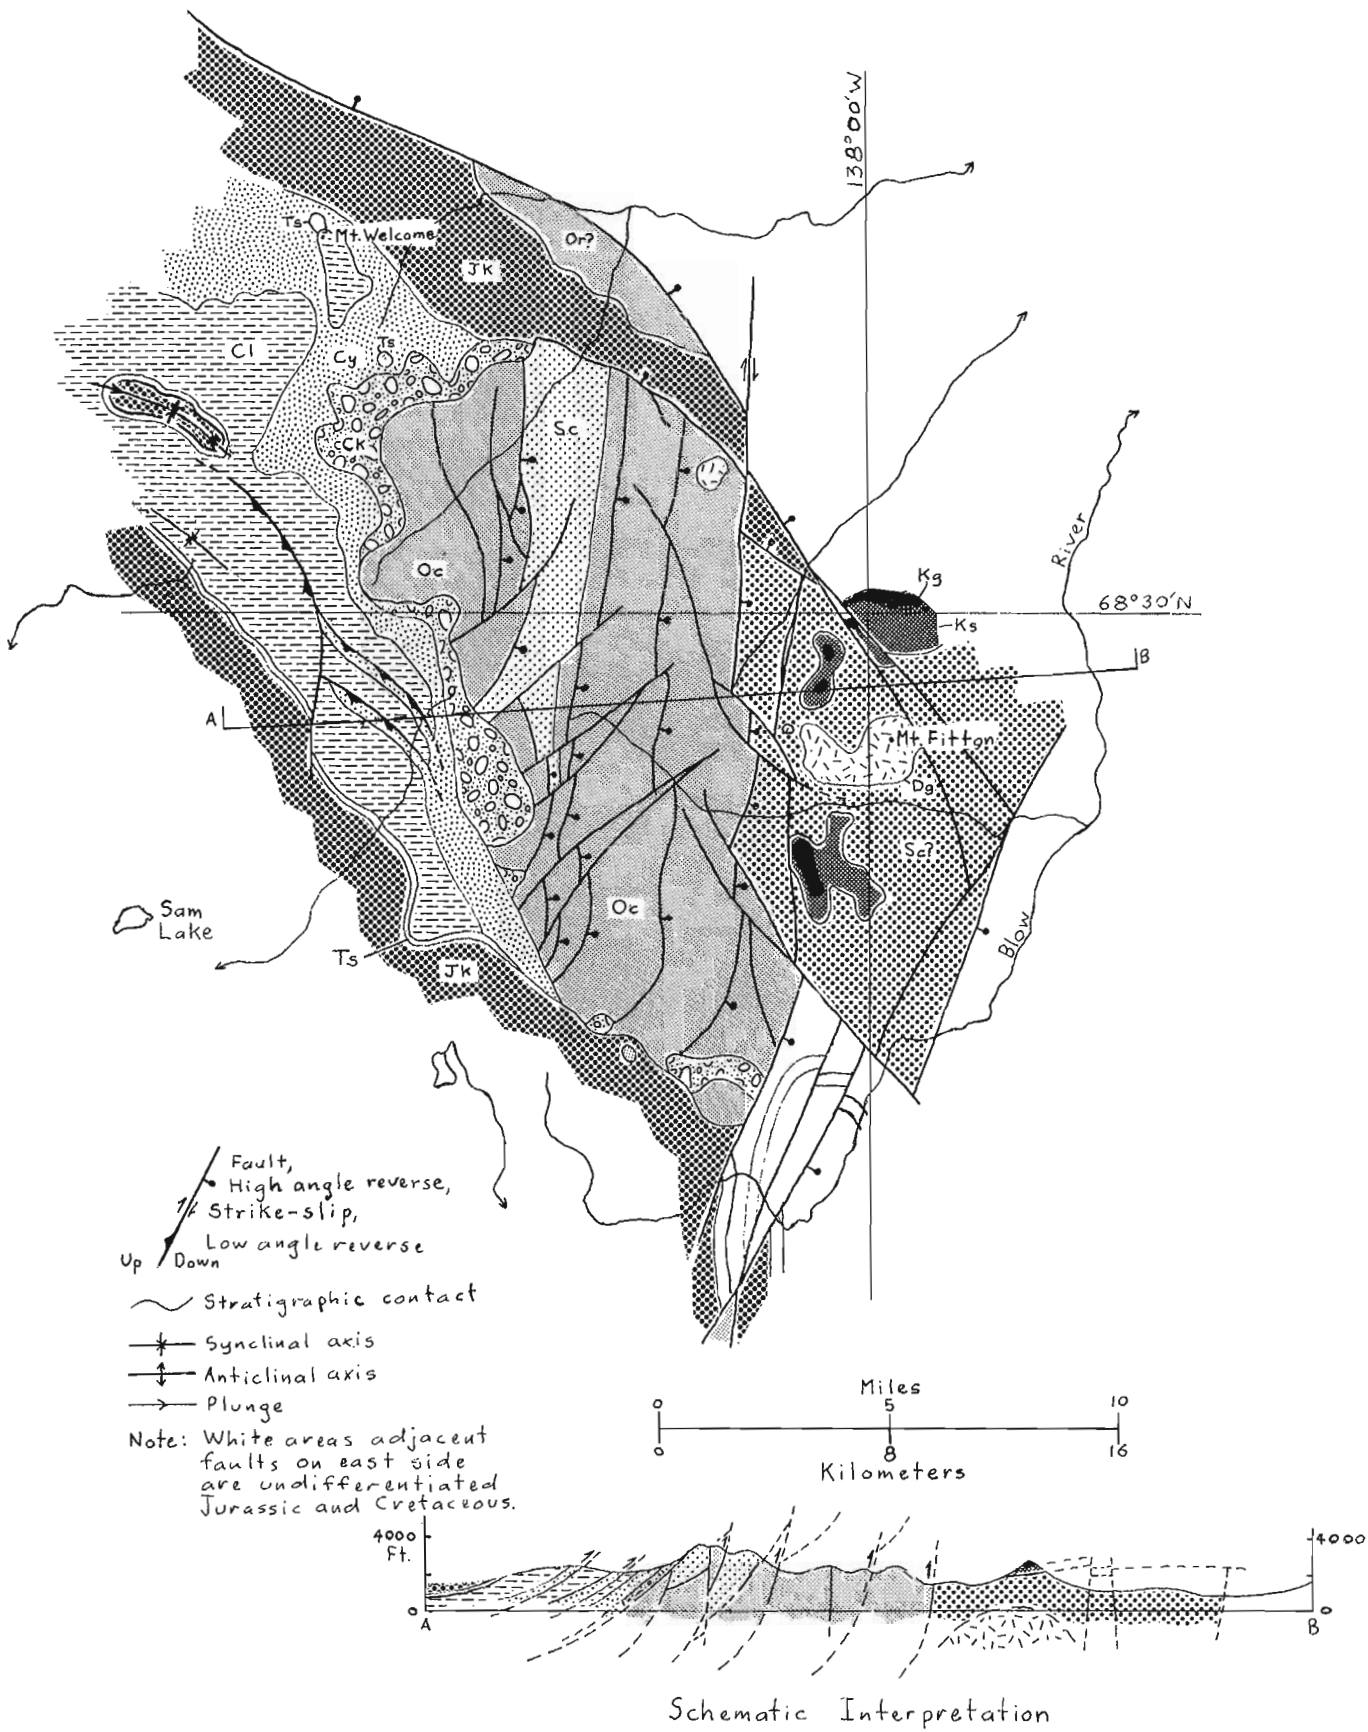 138°00'W
Ts
Mt. Welcome
Or?
Jk
Cl
Cy
Ts
Sc
Ck
Oc
River
Kg
68°30'N
Ks
B
A
Mt. Fitton
Dg
Sc?
Oc
Sam
Lake
Ts
Jk
Blow
Fault,
High angle reverse,
Strike-slip,
Low angle reverse
Up Down
Stratigraphic contact
Synclinal axis
Anticlinal axis
Plunge
Note: White areas adjacent
faults on east side
are undifferentiated
Jurassic and Cretaceous.
Miles
0 5 10
0 8 16
Kilometers
4000
Ft.
4000
0
0
A
B
Schematic Interpretation